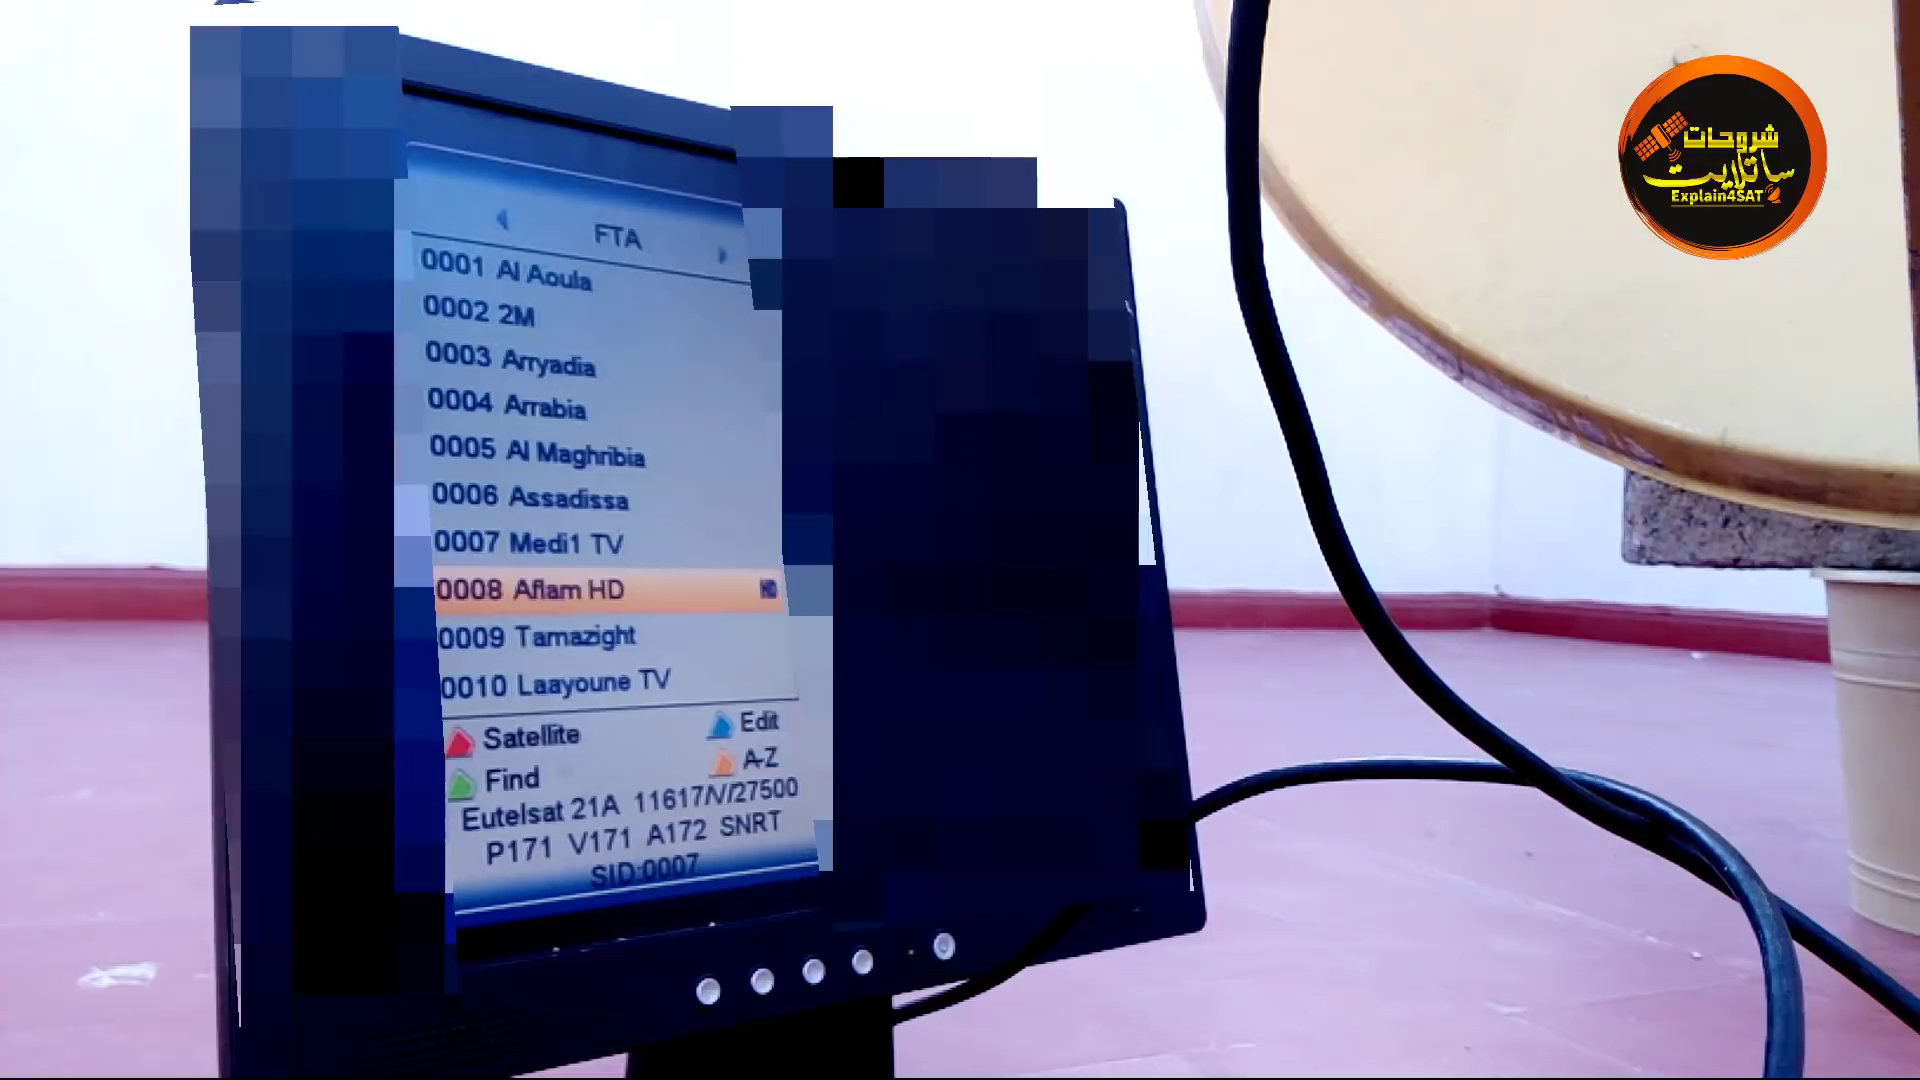 FTA
0001 Al Aoula
0002 2M
0003 Arryadia
0004 Arrabia
0005 Al Maghribia
0006 Assadissa
0007 Medi1 TV
0008 Aflam HD HD
0009 Tamazight
0010 Laayoune TV
Satellite Edit
Find A-Z
Eutelsat 21A 11617/V/27500
P171 V171 A172 SNRT
SID:0007
شروحات
ساتلايت
Explain4SAT